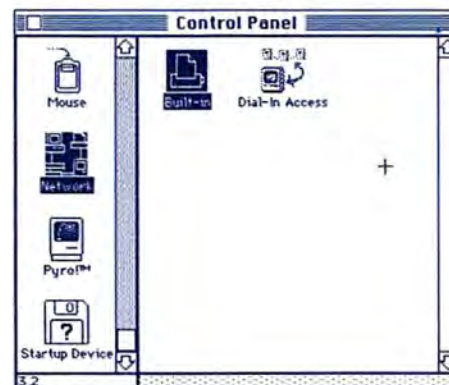 Control Panel
Mouse
Network
Pyro!™
?
Startup Device
3.2
Built-in
Dial-In Access